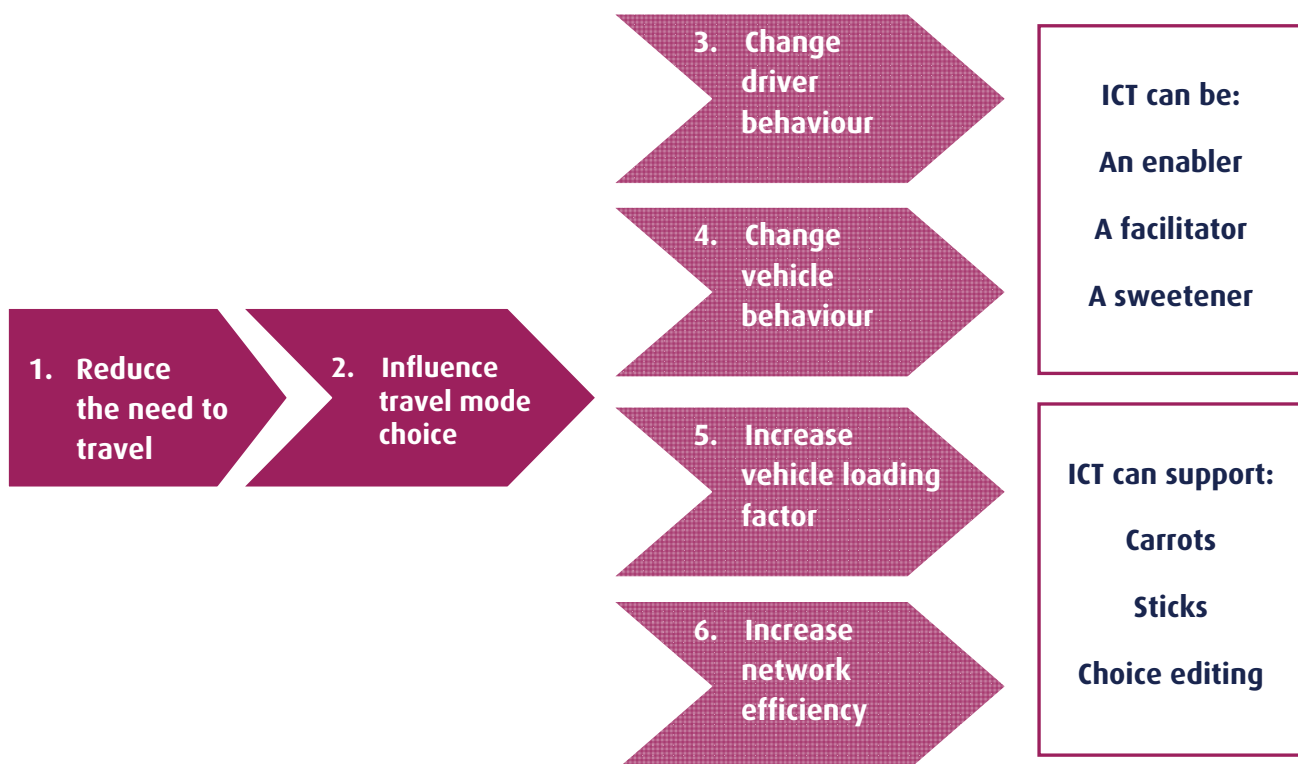 1. Reduce
the need to
travel
2. Influence
travel mode
choice
3. Change
driver
behaviour
4. Change
vehicle
behaviour
5. Increase
vehicle loading
factor
6. Increase
network
efficiency
ICT can be:
An enabler
A facilitator
A sweetener
ICT can support:
Carrots
Sticks
Choice editing